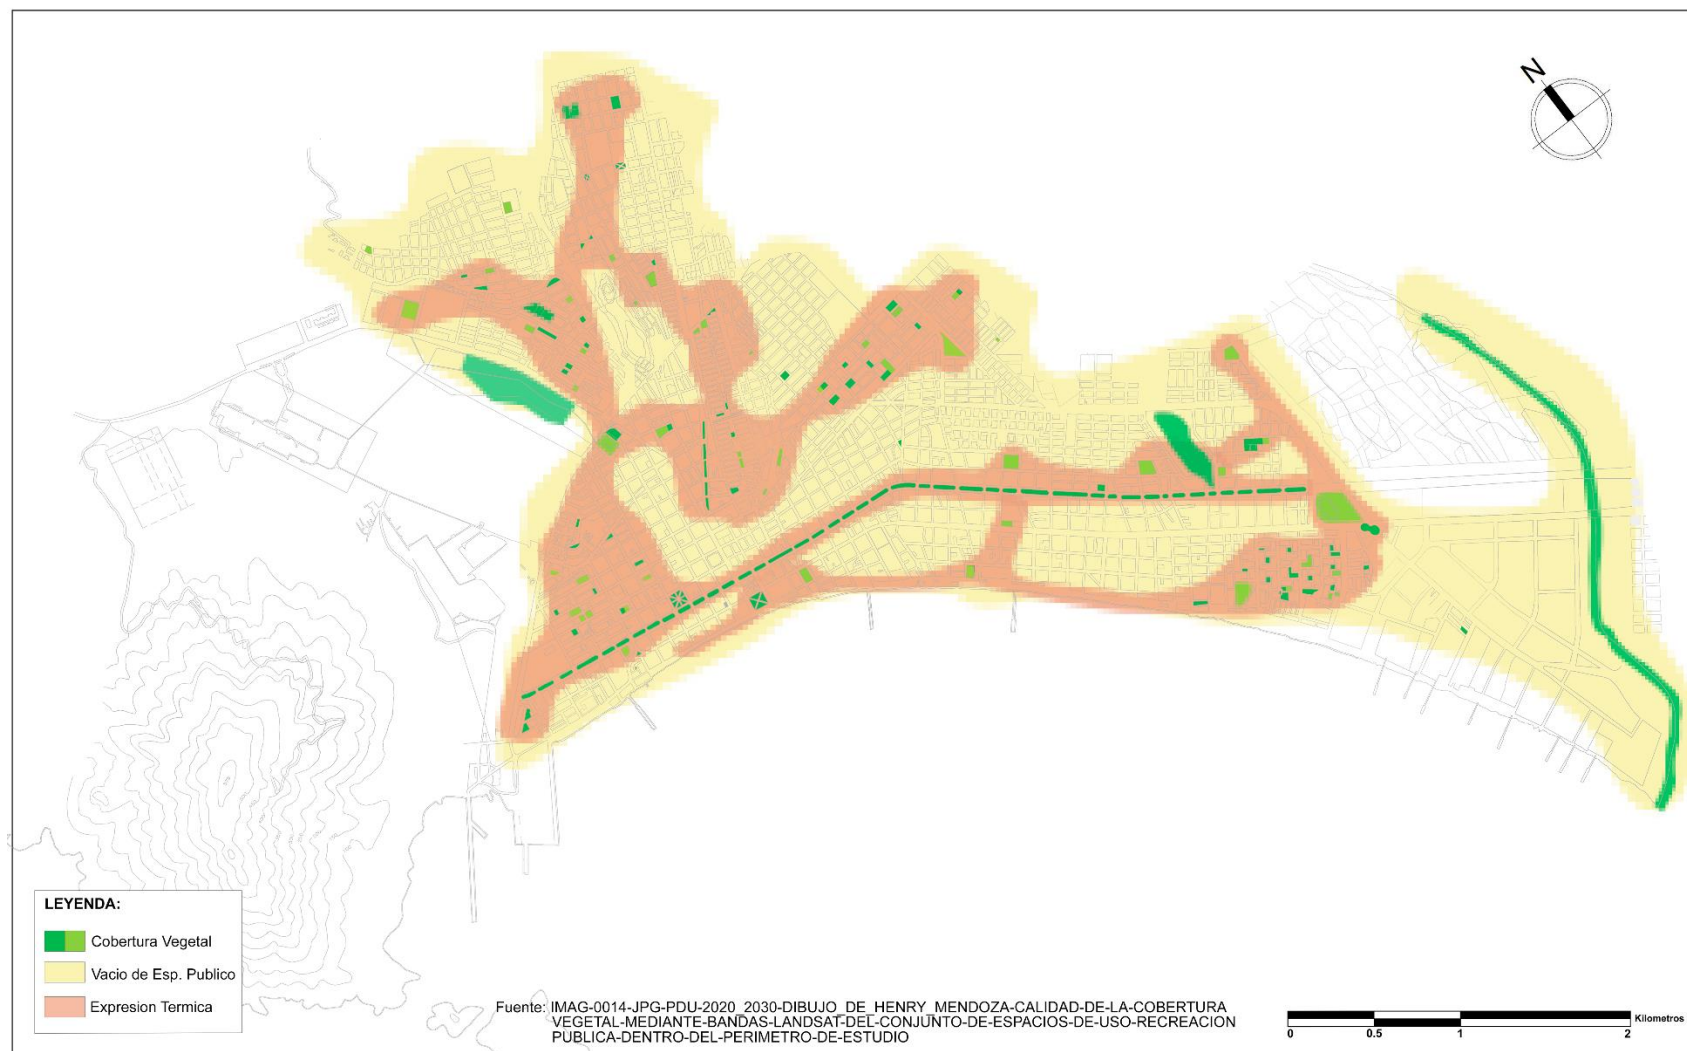 N
LEYENDA:
Cobertura Vegetal
Vacio de Esp. Publico
Expresion Termica
Fuente: IMAG-0014-JPG-PDU-2020_2030-DIBUJO_DE_HENRY_MENDOZA-CALIDAD-DE-LA-COBERTURA
VEGETAL-MEDIANTE-BANDAS-LANDSAT-DEL-CONJUNTO-DE-ESPACIOS-DE-USO-RECREACION
PUBLICA-DENTRO-DEL-PERIMETRO-DE-ESTUDIO
0 0.5 1 2 Kilometros